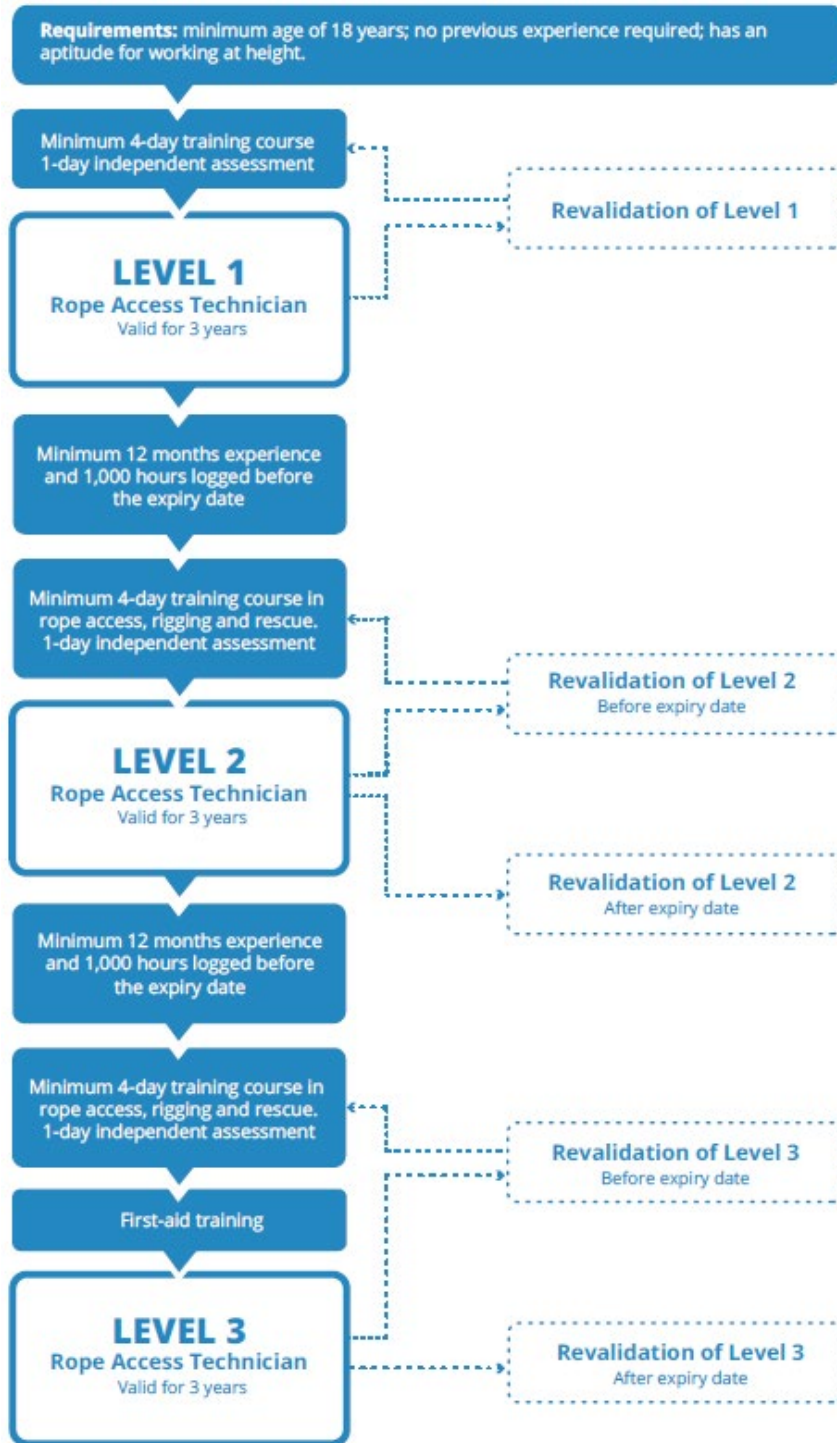 Requirements: minimum age of 18 years; no previous experience required; has an
aptitude for working at height.
Minimum 4-day training course
1-day independent assessment
Revalidation of Level 1
LEVEL 1
Rope Access Technician
Valid for 3 years
Minimum 12 months experience
and 1,000 hours logged before
the expiry date
Minimum 4-day training course in
rope access, rigging and rescue.
1-day independent assessment
Revalidation of Level 2
Before expiry date
LEVEL 2
Rope Access Technician
Valid for 3 years
Revalidation of Level 2
After expiry date
Minimum 12 months experience
and 1,000 hours logged before
the expiry date
Minimum 4-day training course in
rope access, rigging and rescue.
1-day independent assessment
Revalidation of Level 3
Before expiry date
First-aid training
LEVEL 3
Rope Access Technician
Valid for 3 years
Revalidation of Level 3
After expiry date